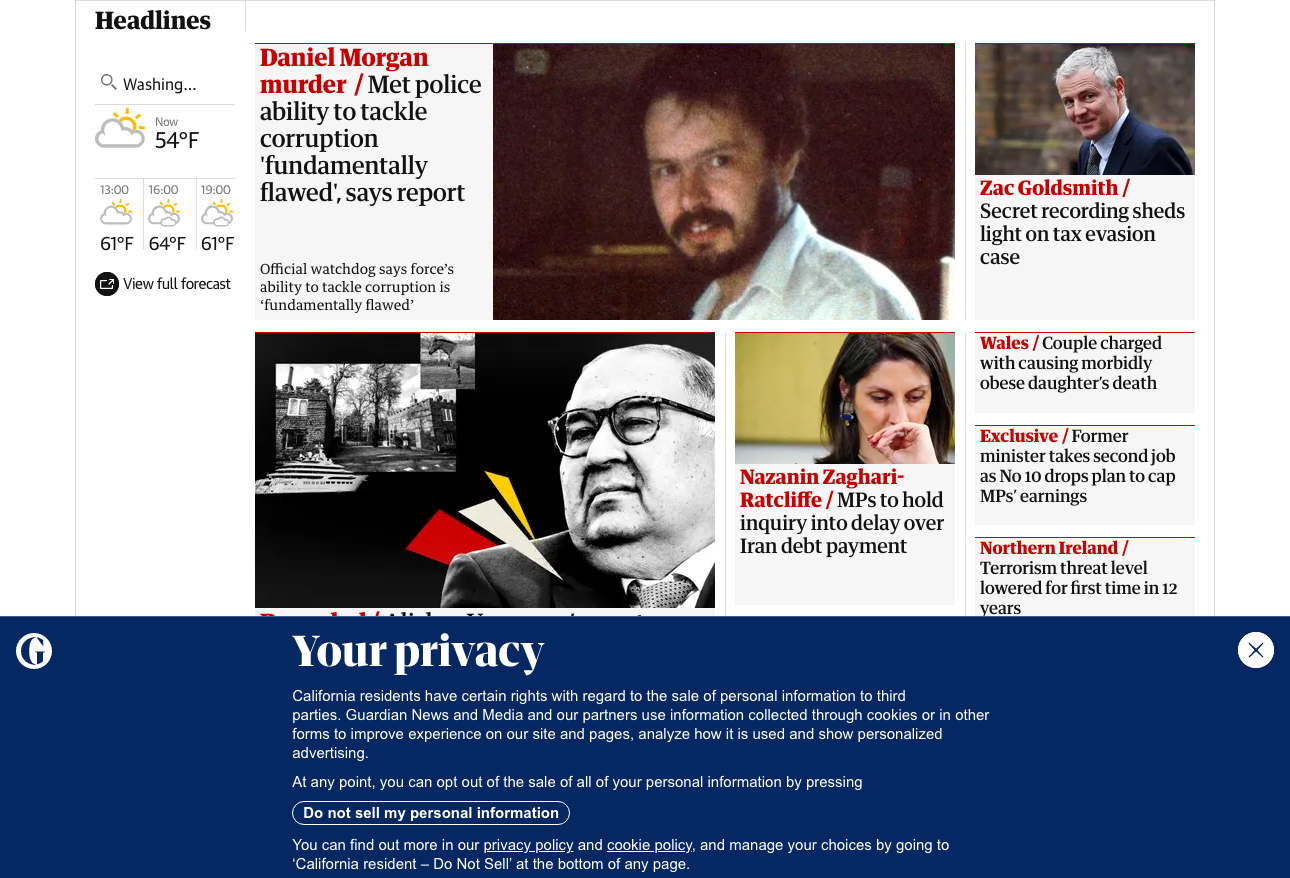 Headlines
Washing...
Now
54°F
13:00
16:00
19:00
61°F
64°F
61°F
View full forecast
Daniel Morgan
murder / Met police
ability to tackle
corruption
'fundamentally
flawed', says report
Official watchdog says force’s
ability to tackle corruption is
‘fundamentally flawed’
Zac Goldsmith /
Secret recording sheds
light on tax evasion
case
Nazanin Zaghari-
Ratcliffe / MPs to hold
inquiry into delay over
Iran debt payment
Wales / Couple charged
with causing morbidly
obese daughter’s death
Exclusive / Former
minister takes second job
as No 10 drops plan to cap
MPs’ earnings
Northern Ireland /
Terrorism threat level
lowered for first time in 12
years
Your privacy
California residents have certain rights with regard to the sale of personal information to third
parties. Guardian News and Media and our partners use information collected through cookies or in other
forms to improve experience on our site and pages, analyze how it is used and show personalized
advertising.
At any point, you can opt out of the sale of all of your personal information by pressing
Do not sell my personal information
You can find out more in our privacy policy and cookie policy, and manage your choices by going to
‘California resident – Do Not Sell’ at the bottom of any page.